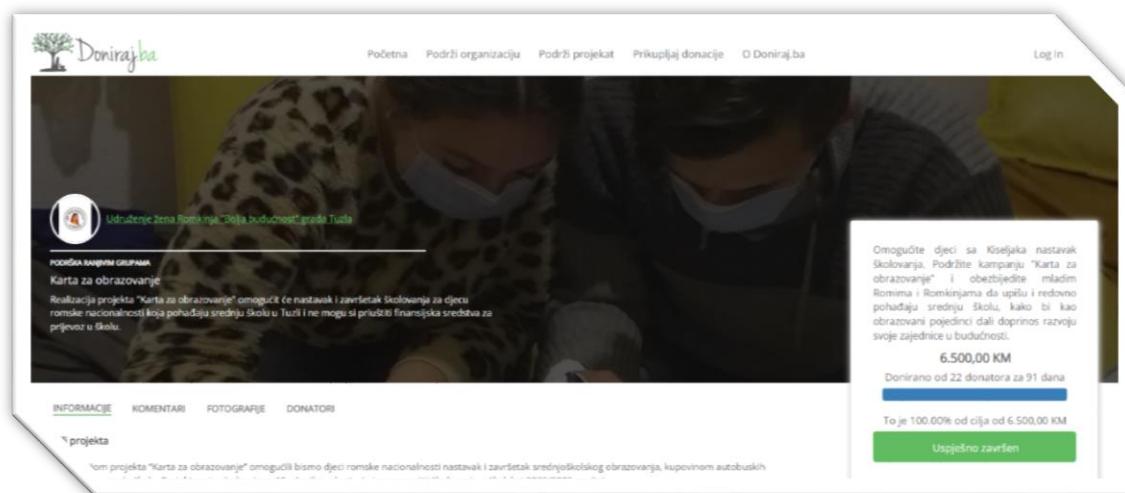 Doniraj.ba
Početna Podrži organizaciju Podrži projekat Prikupljaj donacije O Doniraj.ba Log In
Udruženje žena Romkinja "Bolja budućnost" grada Tuzla
PODRŠKA RANJIVIM GRUPAMA
Karta za obrazovanje
Realizacija projekta "Karta za obrazovanje" omogućit će nastavak i završetak školovanja za djecu
romske nacionalnosti koja pohađaju srednju školu u Tuzli i ne mogu si priuštiti finansijska sredstva za
prijevoz u školu.
Omogućite djeci sa Kiseljaka nastavak
školovanja. Podržite kampanju "Karta za
obrazovanje" i obezbijedite mladim
Romima i Romkinjama da upišu i redovno
pohađaju srednju školu, kako bi kao
obrazovani pojedinci dali doprinos razvoju
svoje zajednice u budućnosti.
6.500,00 KM
Donirano od 22 donatora za 91 dana
To je 100.00% od cilja od 6.500,00 KM
Uspješno završen
INFORMACIJE KOMENTARI FOTOGRAFIJE DONATORI
projekta
projekta "Karta za obrazovanje" omogućili bismo djeci romske nacionalnosti nastavak i završetak srednjoškolskog obrazovanja, kupovinom autobuskih